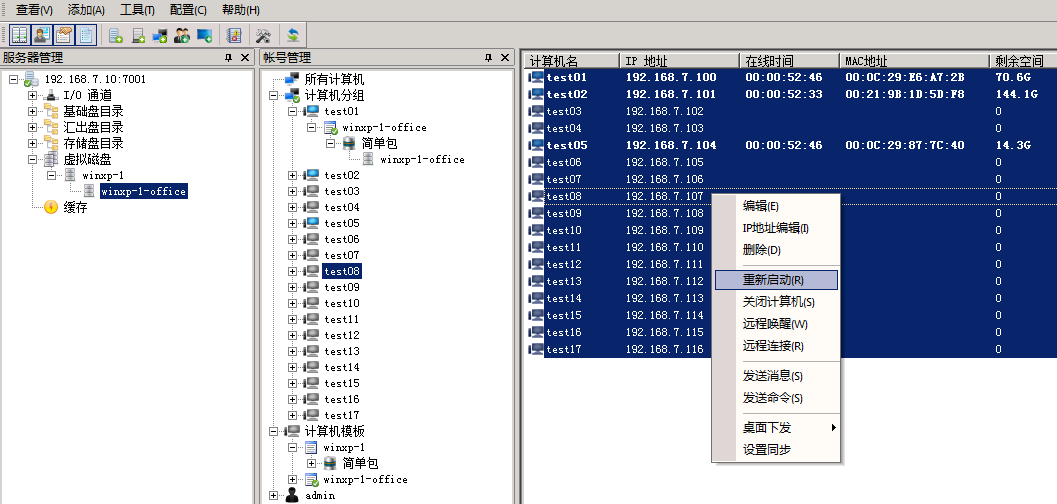 查看(V) 添加(A) 工具(T) 配置(C) 帮助(H)
服务器管理
192.168.7.10:7001
I/O 通道
基础盘目录
汇出盘目录
存储盘目录
虚拟磁盘
winxp-1
winxp-1-office
缓存
帐号管理
所有计算机
计算机分组
test01
winxp-1-office
简单包
winxp-1-office
test02
test03
test04
test05
test06
test07
test08
test09
test10
test11
test12
test13
test14
test15
test16
test17
计算机模板
winxp-1
简单包
winxp-1-office
admin
计算机名 IP 地址 在线时间 MAC地址 剩余空间
test01 192.168.7.100 00:00:52:46 00:0C:29:E6:A7:2B 70.6G
test02 192.168.7.101 00:00:52:33 00:21:9B:1D:5D:F8 144.1G
test03 192.168.7.102 0
test04 192.168.7.103 0
test05 192.168.7.104 00:00:52:46 00:0C:29:87:7C:40 14.3G
test06 192.168.7.105 0
test07 192.168.7.106 0
test08 192.168.7.107 0
test09 192.168.7.108 0
test10 192.168.7.109 0
test11 192.168.7.110 0
test12 192.168.7.111 0
test13 192.168.7.112 0
test14 192.168.7.113 0
test15 192.168.7.114 0
test16 192.168.7.115 0
test17 192.168.7.116 0
编辑(E)
IP地址编辑(I)
删除(D)
重新启动(R)
关闭计算机(S)
远程唤醒(W)
远程连接(R)
发送消息(S)
发送命令(S)
桌面下发
设置同步